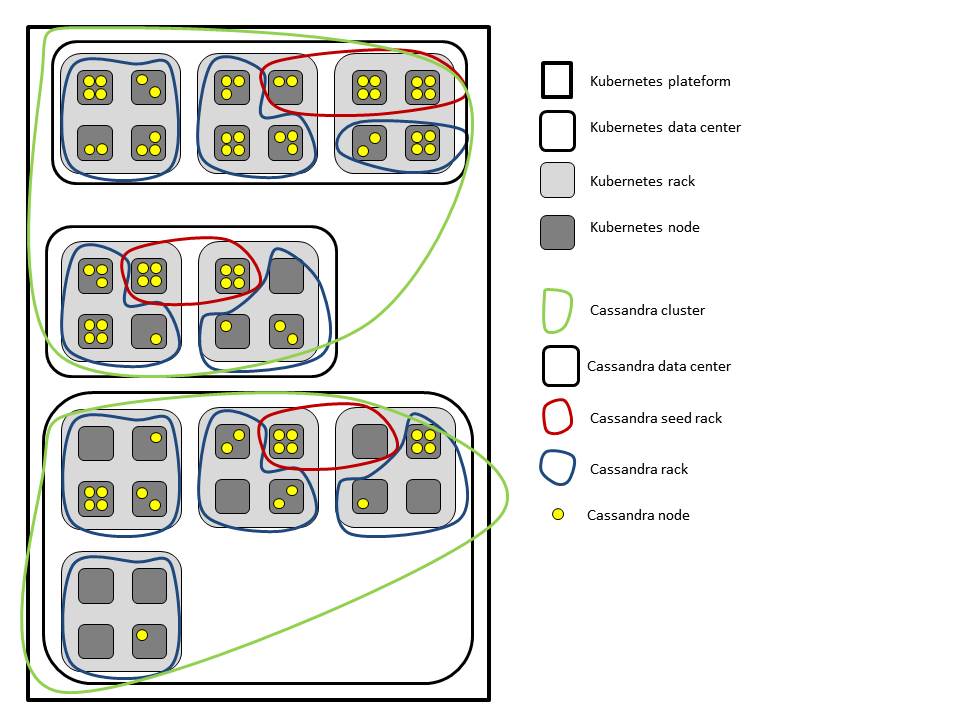 Kubernetes plateform
Kubernetes data center
Kubernetes rack
Kubernetes node
Cassandra cluster
Cassandra data center
Cassandra seed rack
Cassandra rack
Cassandra node